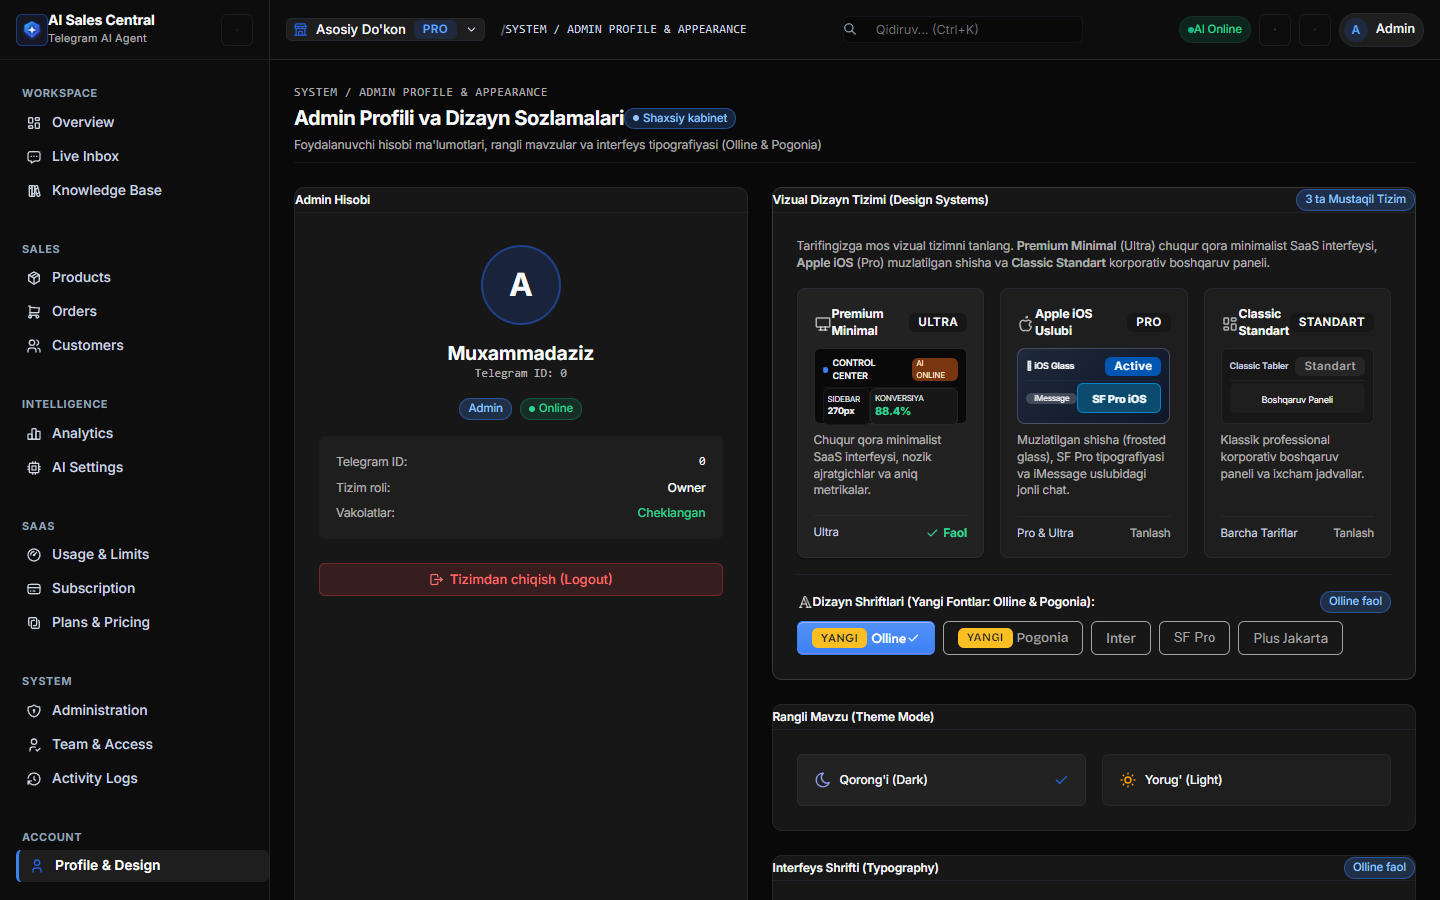 AI Sales Central
Telegram AI Agent
Asosiy Do'kon PRO
/SYSTEM / ADMIN PROFILE & APPEARANCE
Qidiruv... (Ctrl+K)
AI Online
A Admin
WORKSPACE
Overview
Live Inbox
Knowledge Base
SALES
Products
Orders
Customers
INTELLIGENCE
Analytics
AI Settings
SAAS
Usage & Limits
Subscription
Plans & Pricing
SYSTEM
Administration
Team & Access
Activity Logs
ACCOUNT
Profile & Design
SYSTEM / ADMIN PROFILE & APPEARANCE
Admin Profili va Dizayn Sozlamalari Shaxsiy kabinet
Foydalanuvchi hisobi ma'lumotlari, rangli mavzular va interfeys tipografiyasi (Olline & Pogonia)
Admin Hisobi
A
Muxammadaziz
Telegram ID: 0
Admin Online
Telegram ID: 0
Tizim roli: Owner
Vakolatlar: Cheklangan
Tizimdan chiqish (Logout)
Vizual Dizayn Tizimi (Design Systems) 3 ta Mustaqil Tizim
Tarifingizga mos vizual tizimni tanlang. Premium Minimal (Ultra) chuqur qora minimalist SaaS interfeysi,
Apple iOS (Pro) muzlatilgan shisha va Classic Standart korporativ boshqaruv paneli.
Premium
Minimal
ULTRA
CONTROL
CENTER
AI
ONLINE
SIDEBAR
270px
KONVERSIYA
88.4%
Chuqur qora minimalist
SaaS interfeysi, nozik
ajratgichlar va aniq
metrikalar.
Ultra Faol
Apple iOS
Uslubi
PRO
iOS Glass Active
iMessage SF Pro iOS
Muzlatilgan shisha (frosted
glass), SF Pro tipografiyasi
va iMessage uslubidagi
jonli chat.
Pro & Ultra Tanlash
Classic
Standart
STANDART
Classic Tabler Standart
Boshqaruv Paneli
Klassik professional
korporativ boshqaruv
paneli va ixcham jadvallar.
Barcha Tariflar Tanlash
Dizayn Shriftlari (Yangi Fontlar: Olline & Pogonia): Olline faol
YANGI Olline YANGI Pogonia Inter SF Pro Plus Jakarta
Rangli Mavzu (Theme Mode)
Qorong'i (Dark) Yorug' (Light)
Interfeys Shrifti (Typography) Olline faol